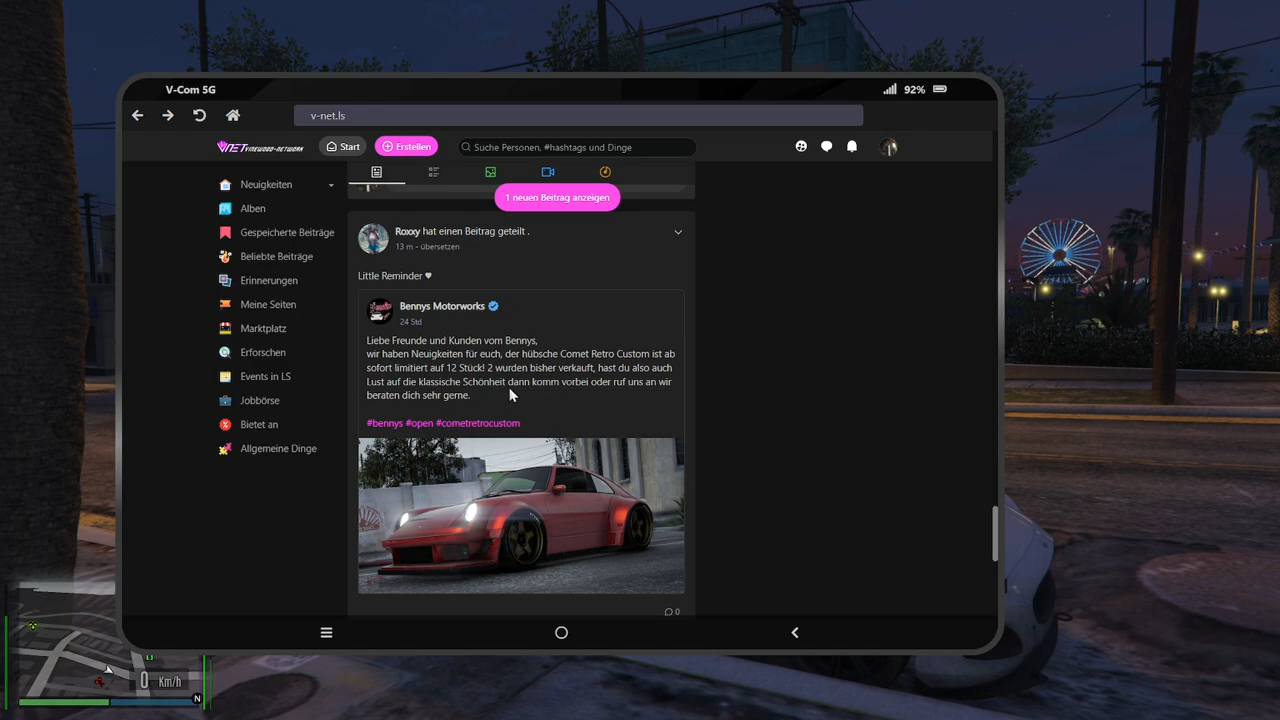 V-Com 5G
92%
v-net.ls
VNET VINEWOOD-NETWORK
Start
Erstellen
Suche Personen, #hashtags und Dinge
1 neuen Beitrag anzeigen
Neuigkeiten
Alben
Gespeicherte Beiträge
Beliebte Beiträge
Erinnerungen
Meine Seiten
Marktplatz
Erforschen
Events in LS
Jobbörse
Bietet an
Allgemeine Dinge
Roxxy hat einen Beitrag geteilt .
13 m - übersetzen
Little Reminder ♥
Bennys Motorworks
24 Std
Liebe Freunde und Kunden vom Bennys,
wir haben Neuigkeiten für euch, der hübsche Comet Retro Custom ist ab
sofort limitiert auf 12 Stück! 2 wurden bisher verkauft, hast du also auch
Lust auf die klassische Schönheit dann komm vorbei oder ruf uns an wir
beraten dich sehr gerne.
#bennys #open #cometretrocustom
0
0 Km/h
N